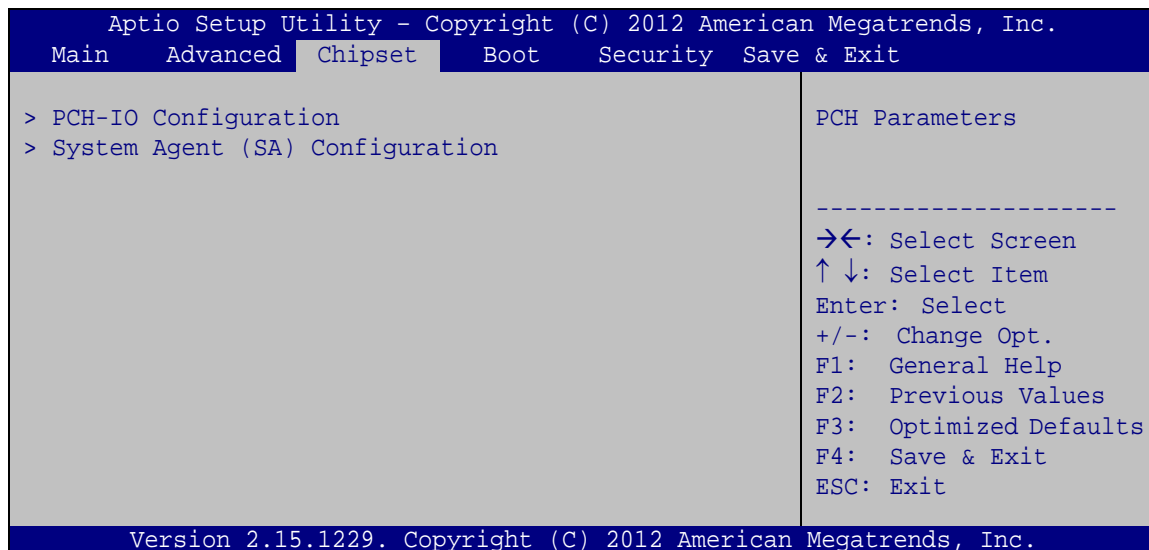 Aptio Setup Utility – Copyright (C) 2012 American Megatrends, Inc.
Main Advanced Chipset Boot Security Save & Exit
> PCH-IO Configuration
> System Agent (SA) Configuration
PCH Parameters
---------------------
→←: Select Screen
↑ ↓: Select Item
Enter: Select
+/-: Change Opt.
F1: General Help
F2: Previous Values
F3: Optimized Defaults
F4: Save & Exit
ESC: Exit
Version 2.15.1229. Copyright (C) 2012 American Megatrends, Inc.